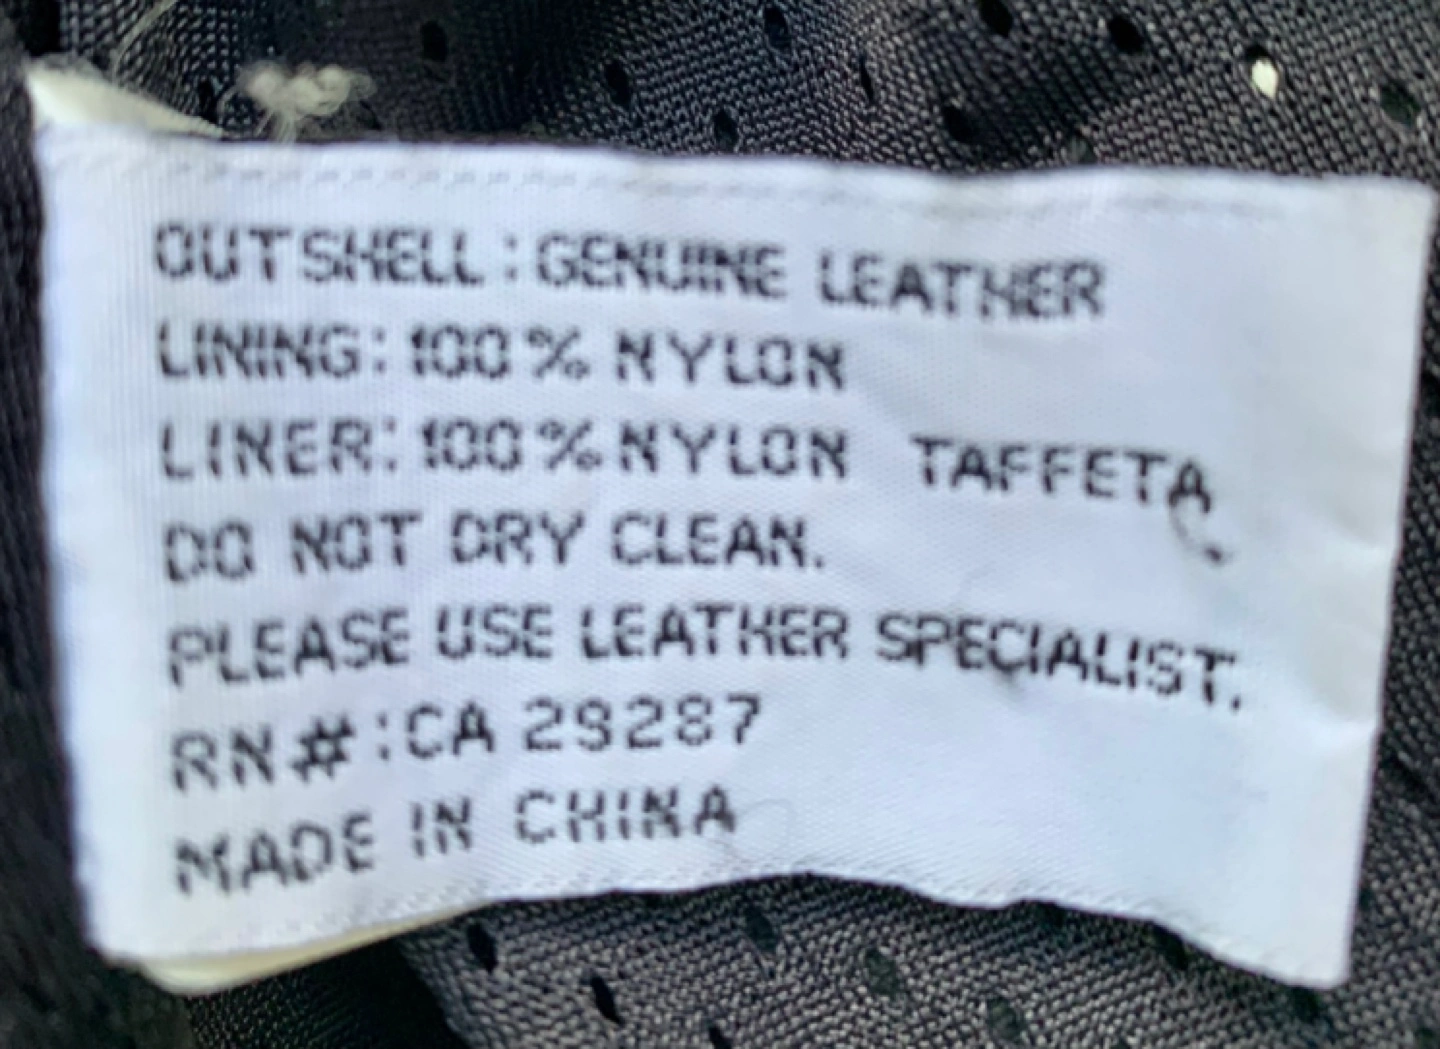 OUTSHELL: GENUINE LEATHER
LINING: 100% NYLON
LINER: 100% NYLON TAFFETA
DO NOT DRY CLEAN.
PLEASE USE LEATHER SPECIALIST.
RN#: CA 29287
MADE IN CHINA